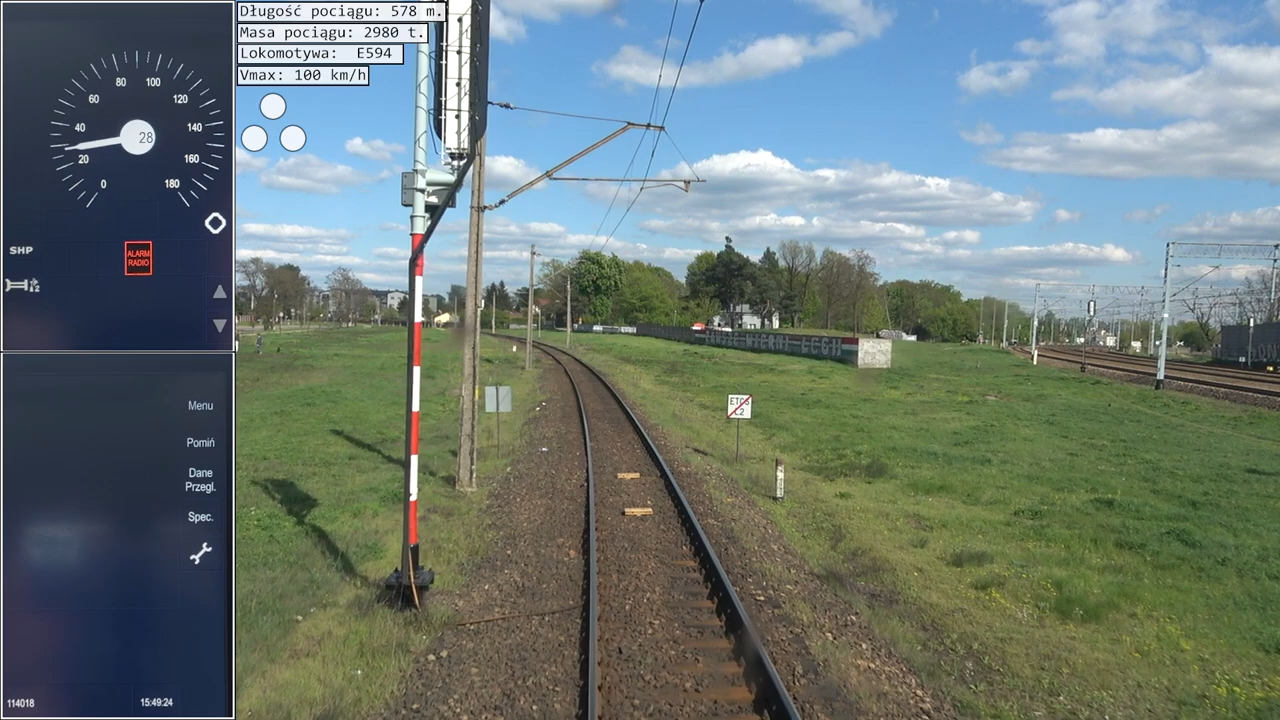 Długość pociągu: 578 m.
Masa pociągu: 2980 t.
Lokomotywa: E594
Vmax: 100 km/h
0
20
40
60
80
100
120
140
160
180
28
SHP
ALARM
RADIO
Menu
Pomiń
Dane
Przegl.
Spec.
114018
15:49:24
ETCS
L2